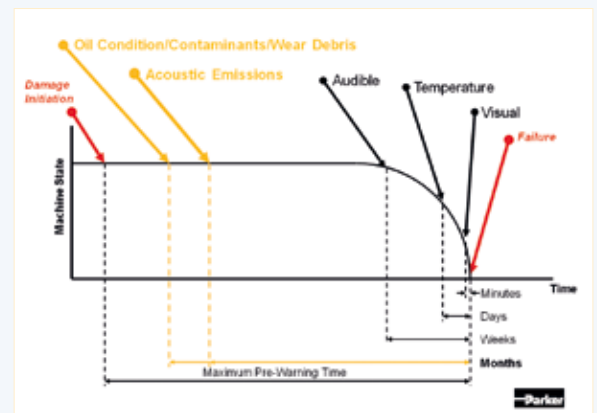 Oil Condition/Contaminants/Wear Debris
Acoustic Emissions
Damage
Initiation
Audible
Temperature
Visual
Failure
Machine State
Time
Minutes
Days
Weeks
Months
Maximum Pre-Warning Time
Parker